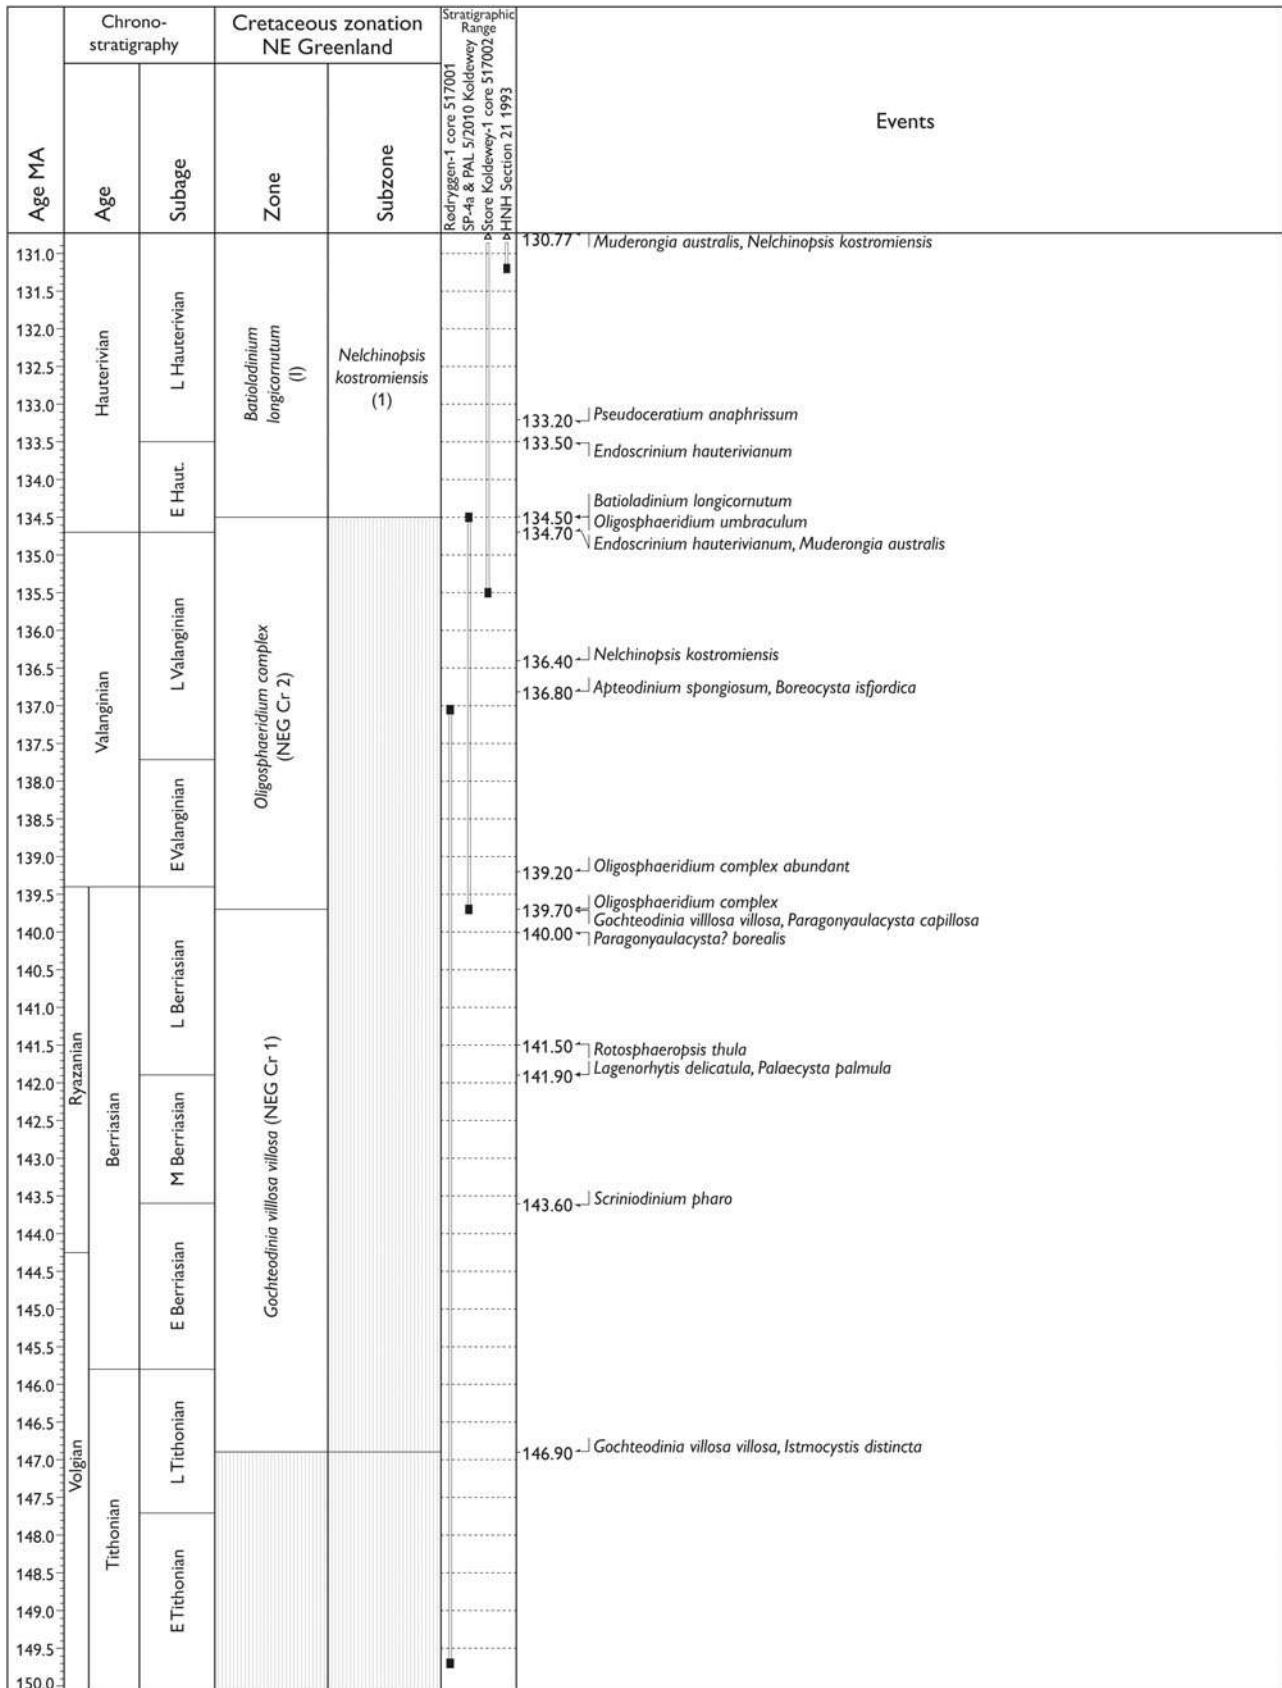 Chrono-
stratigraphy
Cretaceous zonation
NE Greenland
Stratigraphic
Range
Age MA
Age
Subage
Zone
Subzone
Rødryggen-1 core 517001
SP-4a & PAL 5/2010 Koldewey
Store Koldewey-1 core 517002
HNH Section 21 1993
Events
131.0
131.5
132.0
132.5
133.0
133.5
134.0
134.5
135.0
135.5
136.0
136.5
137.0
137.5
138.0
138.5
139.0
139.5
140.0
140.5
141.0
141.5
142.0
142.5
143.0
143.5
144.0
144.5
145.0
145.5
146.0
146.5
147.0
147.5
148.0
148.5
149.0
149.5
150.0
Hauterivian
Valanginian
Ryazanian
Berriasian
Volgian
Tithonian
L Hauterivian
E Haut.
L Valanginian
E Valanginian
L Berriasian
M Berriasian
E Berriasian
L Tithonian
E Tithonian
Batioladinium
longicornutum
(I)
Oligosphaeridium complex
(NEG Cr 2)
Gochteodinia villlosa villosa (NEG Cr 1)
Nelchinopsis
kostromiensis
(1)
130.77 Muderongia australis, Nelchinopsis kostromiensis
133.20 Pseudoceratium anaphrissum
133.50 Endoscrinium hauterivianum
Batioladinium longicornutum
134.50 Oligosphaeridium umbraculum
134.70 Endoscrinium hauterivianum, Muderongia australis
136.40 Nelchinopsis kostromiensis
136.80 Apteodinium spongiosum, Boreocysta isfjordica
139.20 Oligosphaeridium complex abundant
Oligosphaeridium complex
139.70 Gochteodinia villlosa villosa, Paragonyaulacysta capillosa
140.00 Paragonyaulacysta? borealis
141.50 Rotosphaeropsis thula
141.90 Lagenorhytis delicatula, Palaecysta palmula
143.60 Scriniodinium pharo
146.90 Gochteodinia villosa villosa, Istmocystis distincta